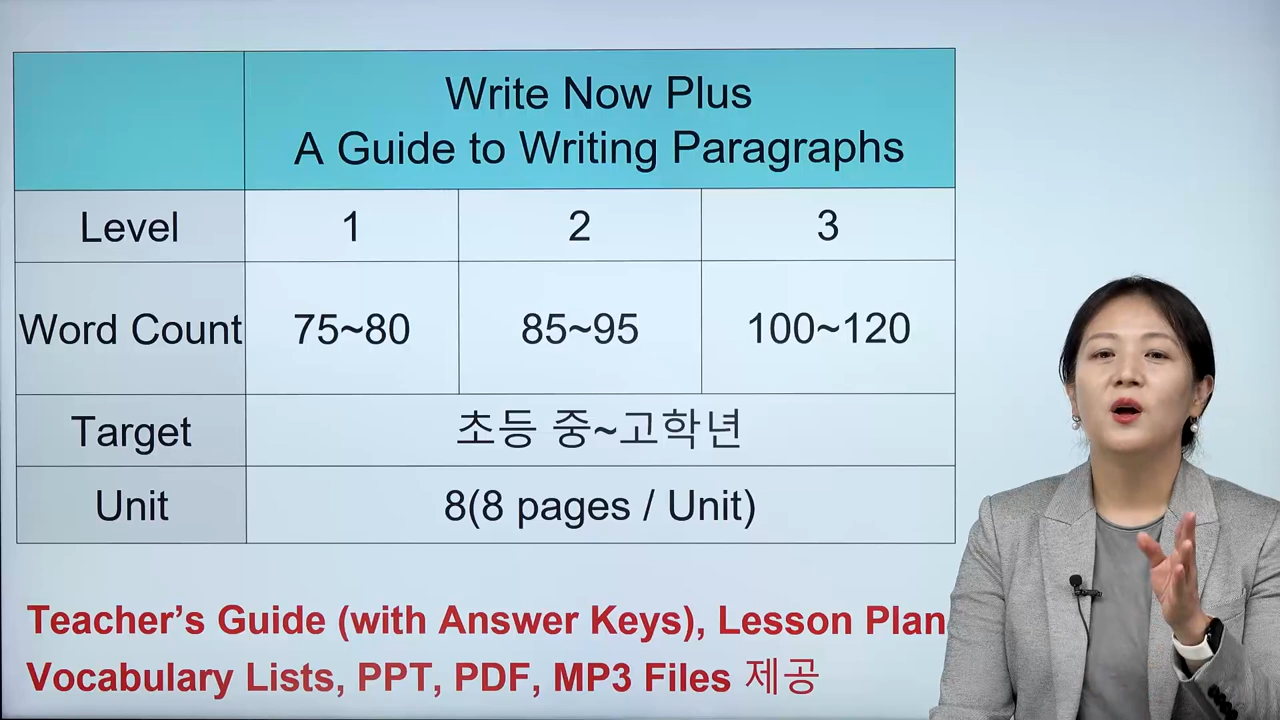 Write Now Plus
A Guide to Writing Paragraphs
Level 1 2 3
Word Count 75~80 85~95 100~120
Target 초등 중~고학년
Unit 8(8 pages / Unit)
Teacher's Guide (with Answer Keys), Lesson Plan
Vocabulary Lists, PPT, PDF, MP3 Files 제공